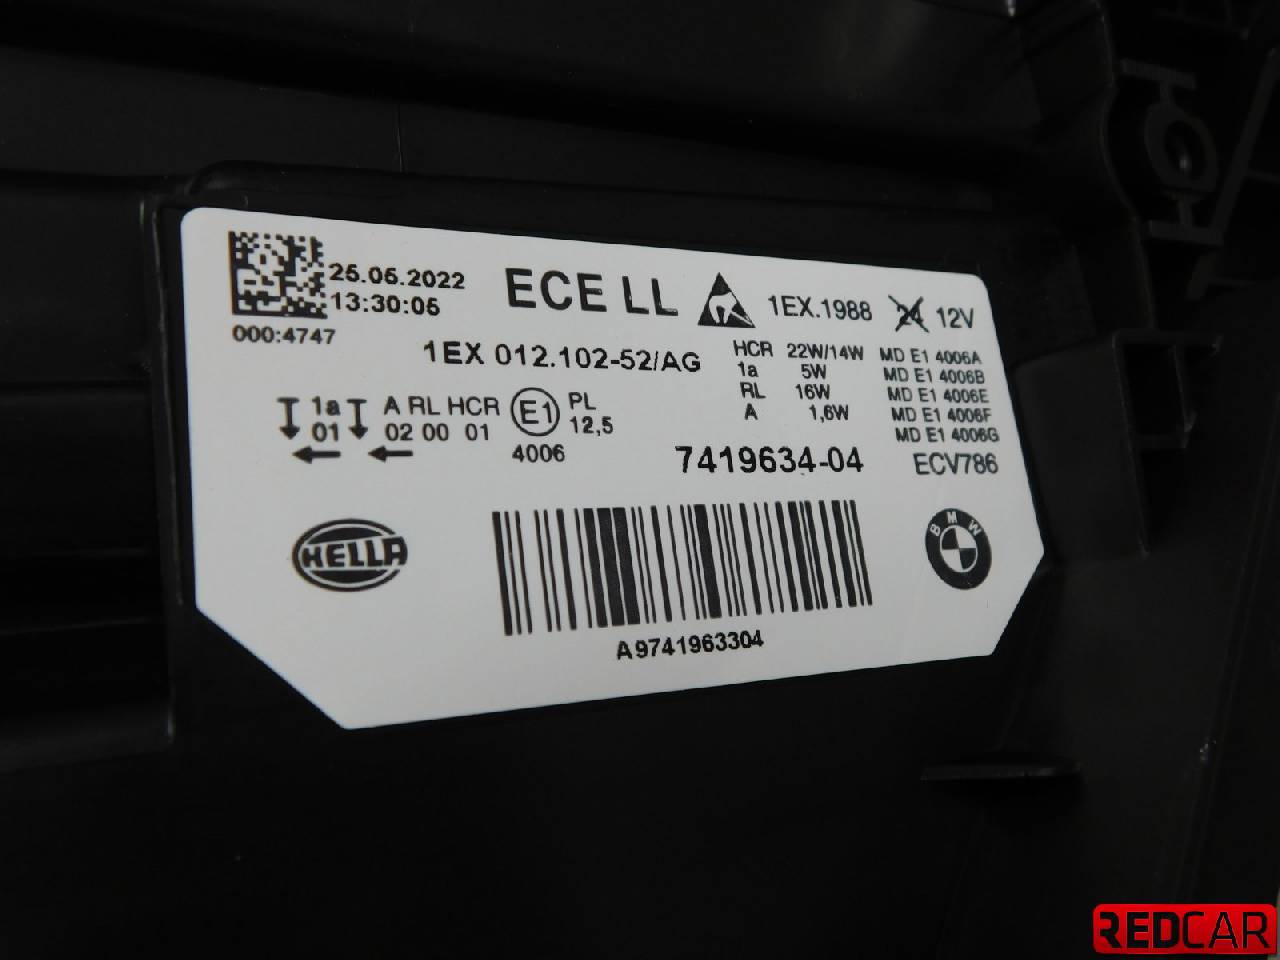 25.05.2022
13:30:05
000:4747
ECE LL
1EX.1988 24 12V
1EX 012.102-52/AG
HCR 22W/14W
1a 5W
RL 16W
A 1,6W
MD E1 4006A
MD E1 4006B
MD E1 4006E
MD E1 4006F
MD E1 4006G
1a A RL HCR E1 PL
01 02 00 01 12,5
4006
7419634-04
ECV786
HELLA
BMW
A9741963304
REDCAR